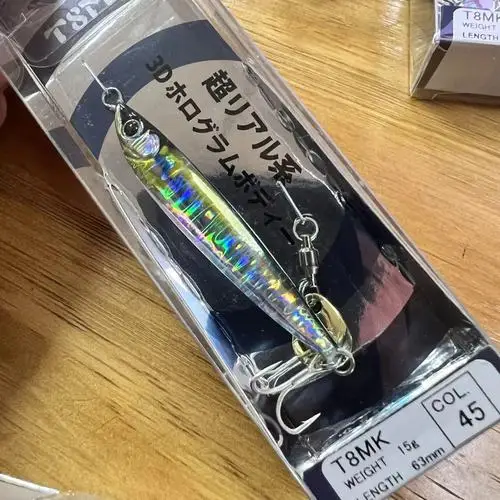 超リアル系
3Dホログラムボディー
T8MK
WEIGHT 15g
LENGTH 63mm
COL.
45
T8MK
WEIGHT
LENGTH